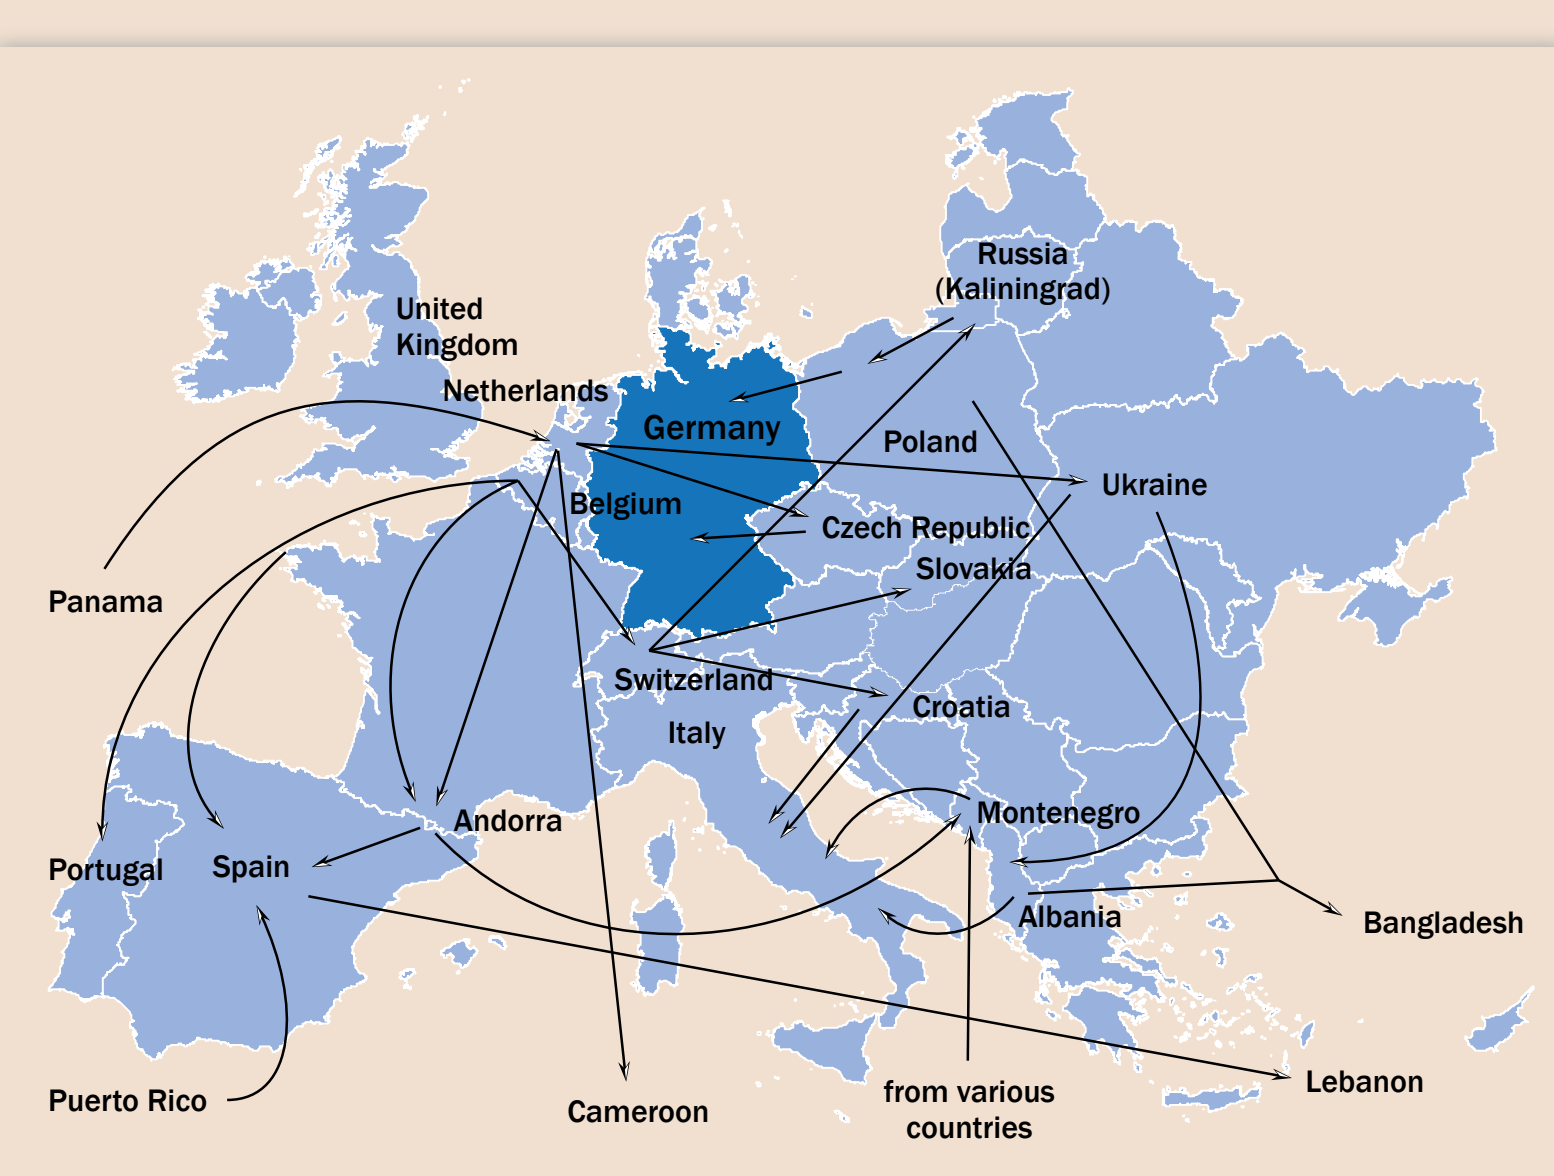 Russia
(Kaliningrad)
United
Kingdom
Netherlands
Germany
Poland
Ukraine
Belgium
Czech Republic
Slovakia
Panama
Switzerland
Croatia
Italy
Montenegro
Andorra
Portugal
Spain
Albania
Bangladesh
Lebanon
Puerto Rico
Cameroon
from various
countries